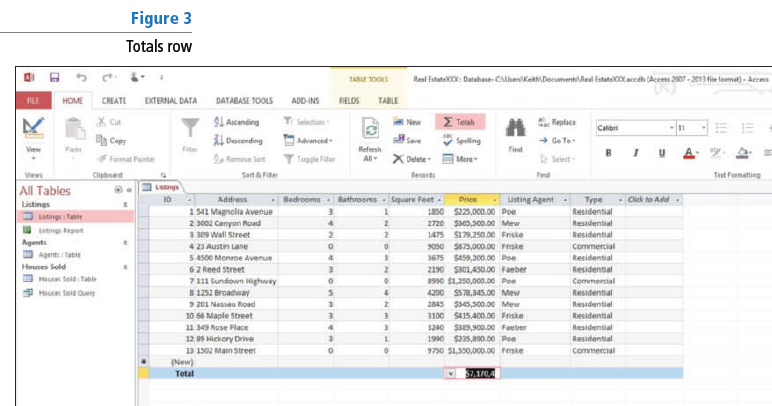 Figure 3
Totals row
TABLE TOOLS Real EstateXXX : Database- C:\Users\Keith\Documents\Real EstateXXX.accdb (Access 2007 - 2013 file format) - Access
FILE HOME CREATE EXTERNAL DATA DATABASE TOOLS ADD-INS FIELDS TABLE
View
Views
Paste
Cut
Copy
Format Painter
Clipboard
Filter
Ascending
Descending
Remove Sort
Selection
Advanced
Toggle Filter
Sort & Filter
Refresh
All
New
Save
Delete
Totals
Spelling
More
Records
Find
Replace
Go To
Select
Find
Calibri 11
B I U A
Text Formatting
All Tables
Listings
Listings : Table
Listings Report
Agents
Agents : Table
Houses Sold
Houses Sold : Table
Houses Sold Query
Listings
ID Address Bedrooms Bathrooms Square Feet Price Listing Agent Type Click to Add
1 541 Magnolia Avenue 3 1 1850 $225,000.00 Poe Residential
2 3002 Canyon Road 4 2 2720 $365,500.00 Mew Residential
3 309 Wall Street 2 2 1475 $179,250.00 Friske Residential
4 23 Austin Lane 0 0 9050 $875,000.00 Friske Commercial
5 4500 Monroe Avenue 4 3 3675 $459,200.00 Poe Residential
6 2 Reed Street 3 2 2190 $301,450.00 Faeber Residential
7 111 Sundown Highway 0 0 8990 $1,250,000.00 Poe Commercial
8 1252 Broadway 5 4 4200 $578,345.00 Mew Residential
9 201 Nassau Road 3 2 2845 $345,500.00 Mew Residential
10 66 Maple Street 3 3 3100 $415,400.00 Friske Residential
11 349 Rose Place 4 3 3240 $389,900.00 Faeber Residential
12 89 Hickory Drive 3 1 1990 $235,890.00 Poe Residential
13 1502 Main Street 0 0 9750 $1,550,000.00 Friske Commercial
(New)
Total $7,170,4